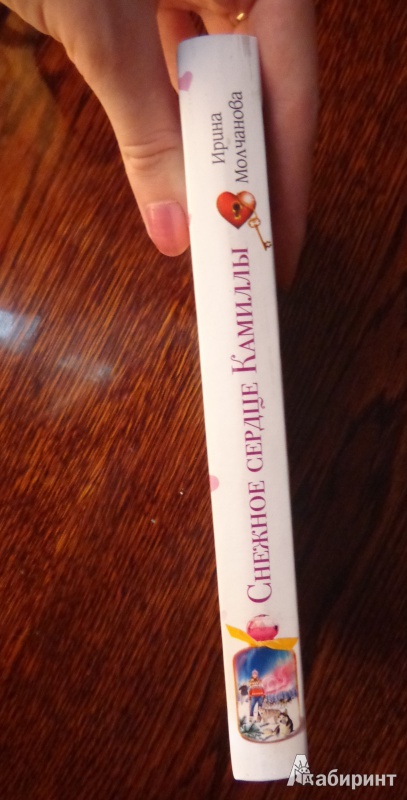 Ирина
Молчанова
Снежное сердце Камиллы
Лабиринт